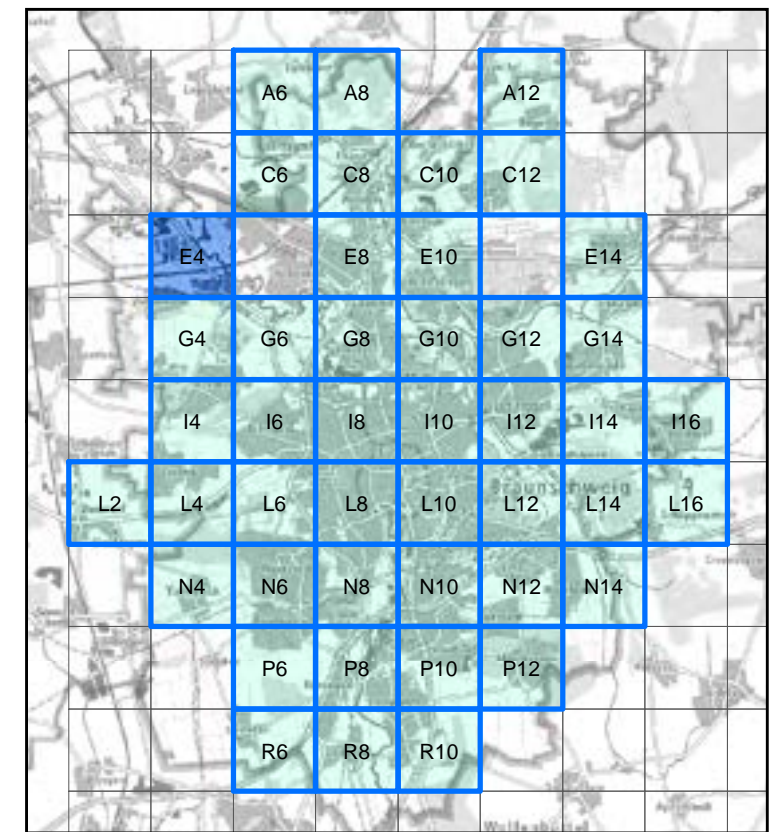 A6 A8 A12
C6 C8 C10 C12
E4 E8 E10 E14
G4 G6 G8 G10 G12 G14
I4 I6 I8 I10 I12 I14 I16
Braunschweig
L2 L4 L6 L8 L10 L12 L14 L16
N4 N6 N8 N10 N12 N14
P6 P8 P10 P12
R6 R8 R10
Wolfenbüttel